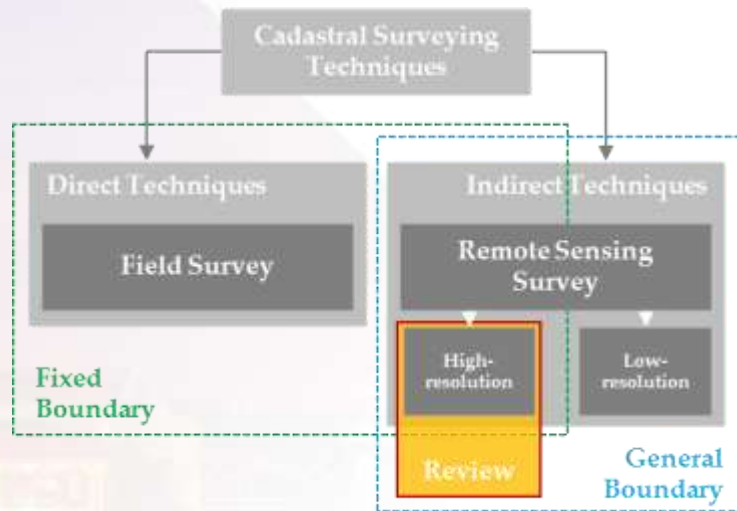 Cadastral Surveying
Techniques
Direct Techniques
Field Survey
Indirect Techniques
Remote Sensing
Survey
High-
resolution
Low-
resolution
Fixed
Boundary
Review
General
Boundary